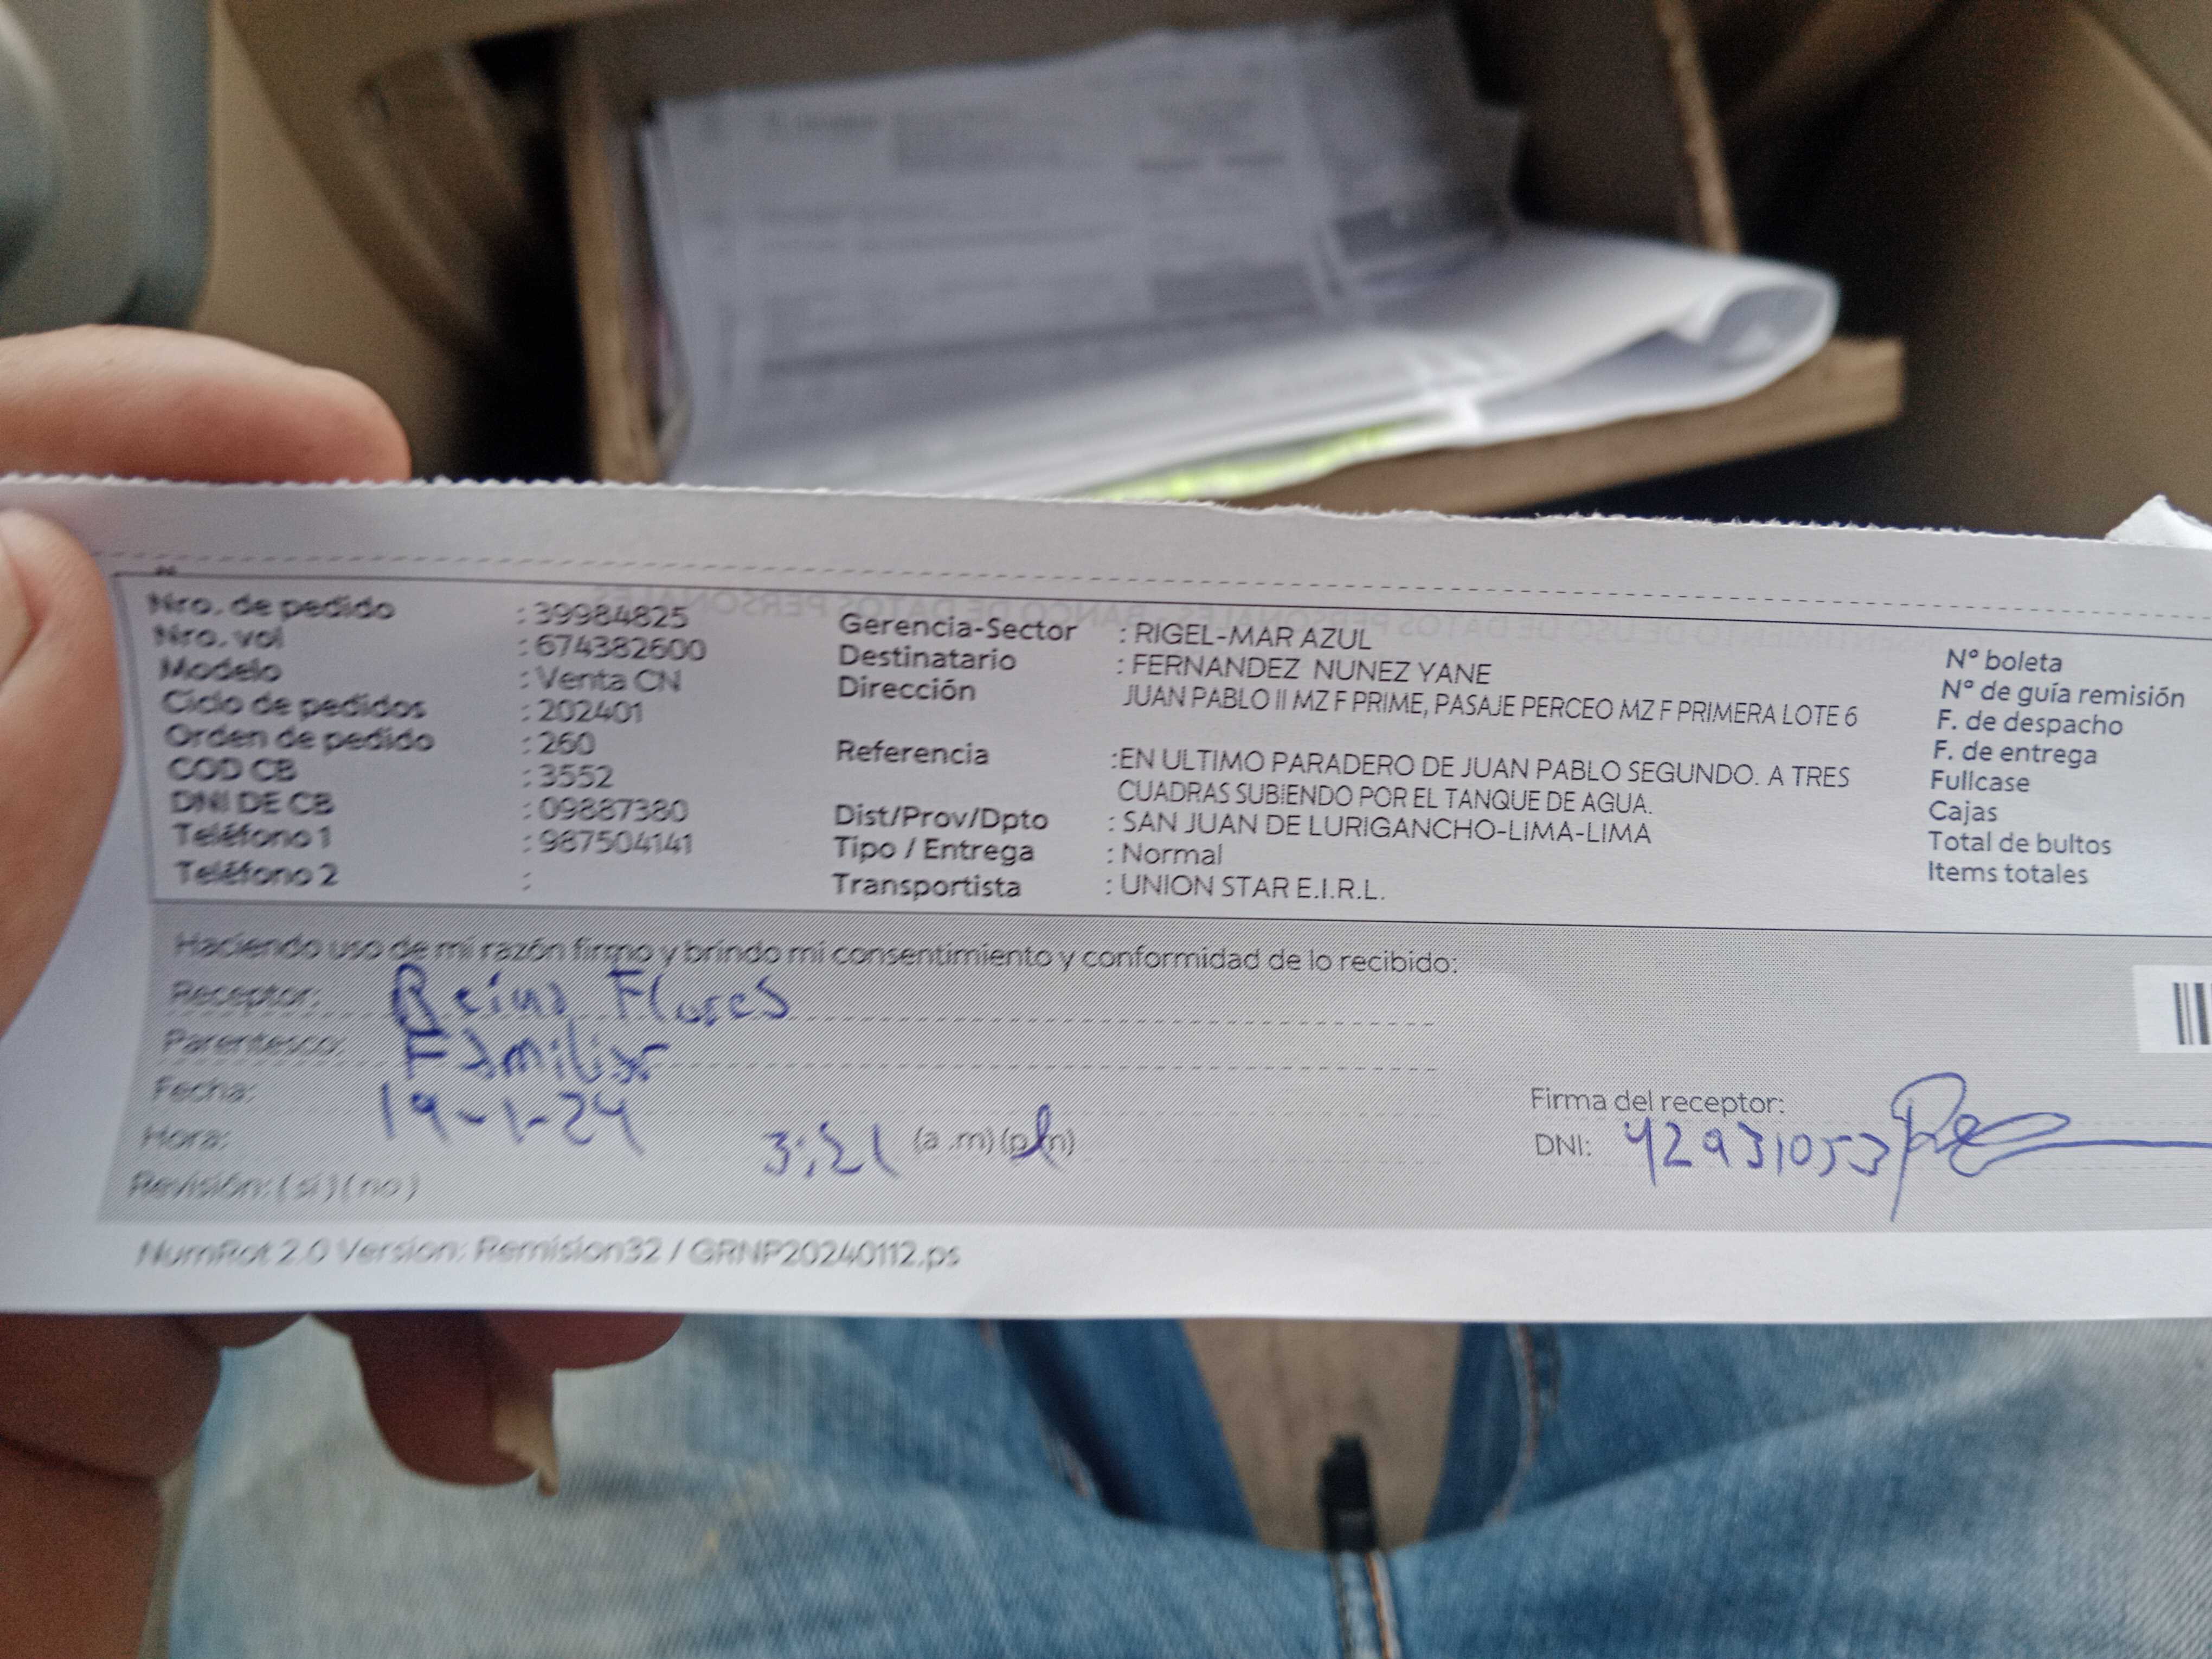 Nro. de pedido : 39984825
Nro. vol : 674382600
Modelo : Venta CN
Ciclo de pedidos : 202401
Orden de pedido : 260
COD CB : 3552
DNI DE CB : 09887380
Teléfono 1 : 987504141
Teléfono 2 :
Gerencia-Sector : RIGEL-MAR AZUL
Destinatario : FERNANDEZ NUNEZ YANE
Dirección JUAN PABLO II MZ F PRIME, PASAJE PERCEO MZ F PRIMERA LOTE 6
Referencia :EN ULTIMO PARADERO DE JUAN PABLO SEGUNDO. A TRES
CUADRAS SUBIENDO POR EL TANQUE DE AGUA.
Dist/Prov/Dpto : SAN JUAN DE LURIGANCHO-LIMA-LIMA
Tipo / Entrega : Normal
Transportista : UNION STAR E.I.R.L.
N° boleta
N° de guía remisión
F. de despacho
F. de entrega
Fullcase
Cajas
Total de bultos
Items totales
Haciendo uso de mi razón firmo y brindo mi consentimiento y conformidad de lo recibido:
Receptor: Flores
Parentesco: Familiar
Fecha: 19-1-24
Hora: 3:21 (a .m) (p.m)
Revisión: ( si ) ( no )
Firma del receptor:
DNI: 42931053
NumRot 2.0 Version: Remision32 / GRNP20240112.ps